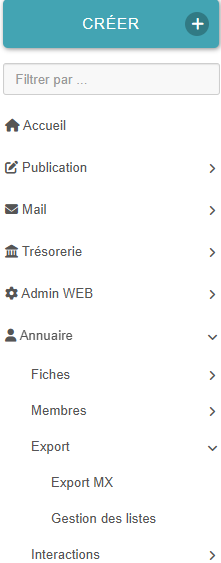 CRÉER
Filtrer par ...
Accueil
Publication
Mail
Trésorerie
Admin WEB
Annuaire
Fiches
Membres
Export
Export MX
Gestion des listes
Interactions